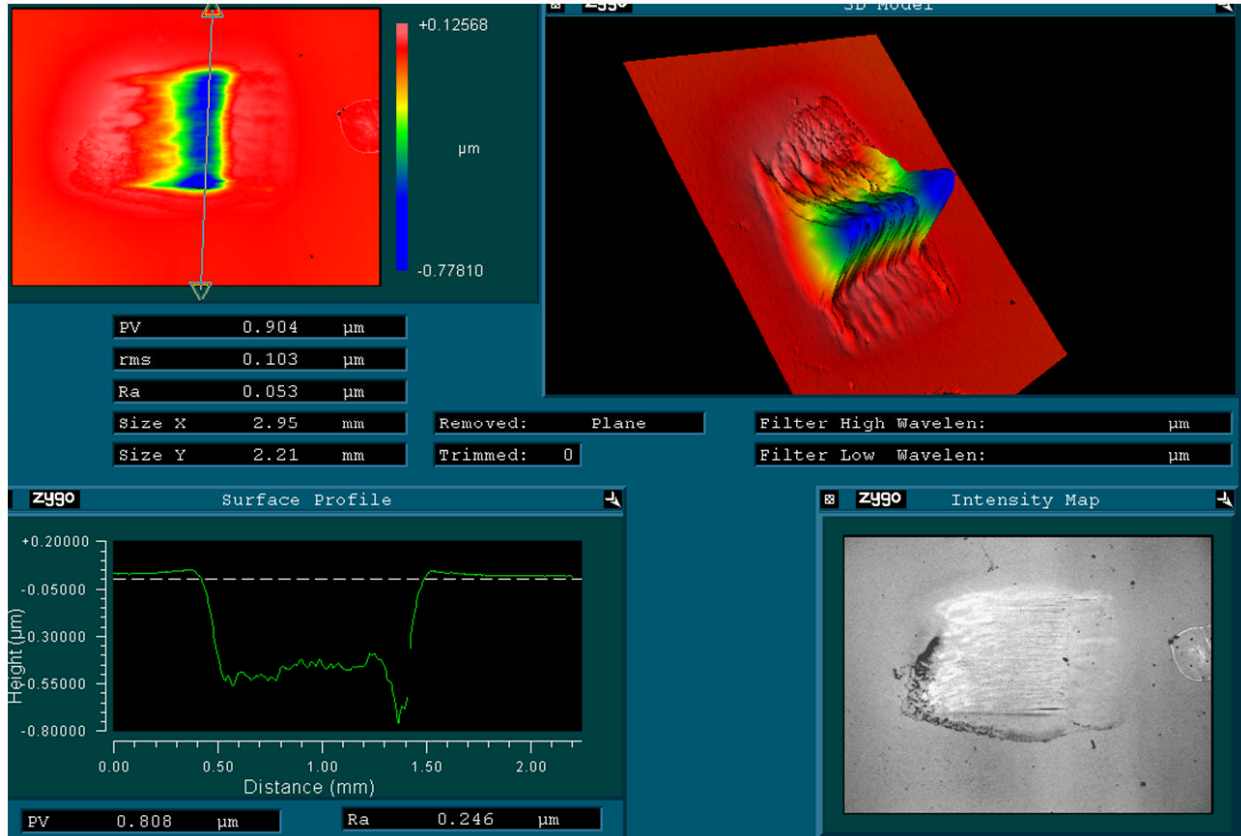 zygo 3D Model
+0.12568
µm
-0.77810
PV 0.904 µm
rms 0.103 µm
Ra 0.053 µm
Size X 2.95 mm
Size Y 2.21 mm
Removed: Plane
Trimmed: 0
Filter High Wavelen: µm
Filter Low Wavelen: µm
zygo Surface Profile
+0.20000
-0.05000
-0.30000
-0.55000
-0.80000
Height (µm)
0.00 0.50 1.00 1.50 2.00
Distance (mm)
PV 0.808 µm
Ra 0.246 µm
zygo Intensity Map